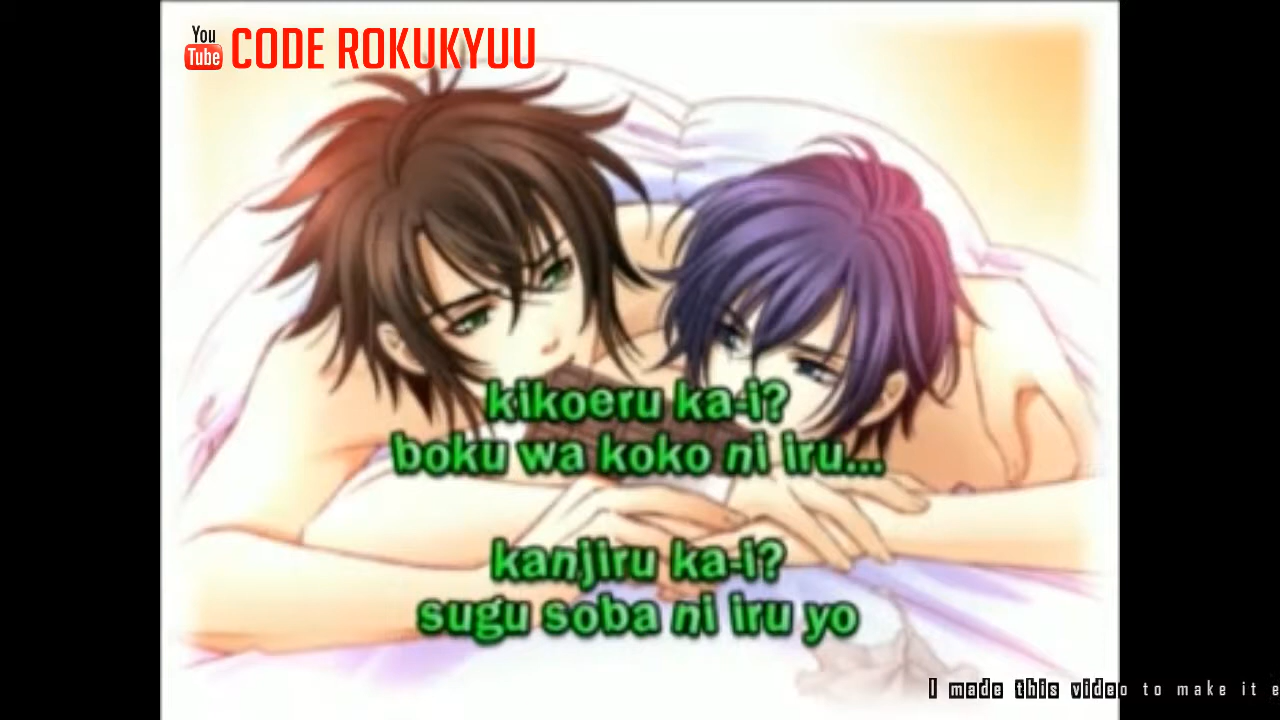 You Tube CODE ROKUKYUU
kikoeru ka-i?
boku wa koko ni iru...
kanjiru ka-i?
sugu soba ni iru yo
I made this video to make it e